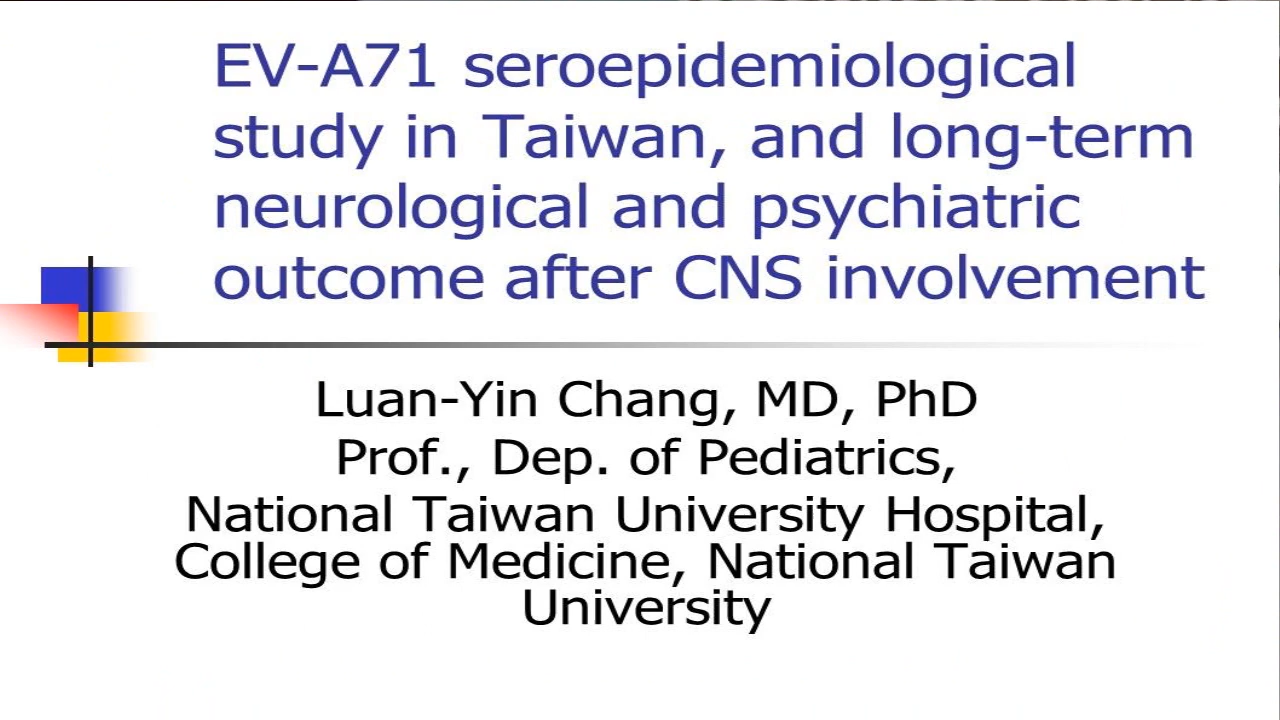 EV-A71 seroepidemiological
study in Taiwan, and long-term
neurological and psychiatric
outcome after CNS involvement
Luan-Yin Chang, MD, PhD
Prof., Dep. of Pediatrics,
National Taiwan University Hospital,
College of Medicine, National Taiwan
University